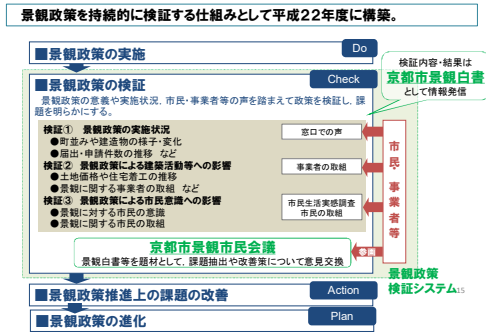 景観政策を持続的に検証する仕組みとして平成２２年度に構築。
■景観政策の実施
Do
検証内容・結果は
京都市景観白書
として情報発信
■景観政策の検証
Check
景観政策の意義や実施状況，市民・事業者等の声を踏まえて政策を検証し，課
題を明らかにする。
検証① 景観政策の実施状況
●町並みや建造物の様子・変化
●届出・申請件数の推移 など
検証② 景観政策による建築活動等への影響
●土地価格や住宅着工の推移
●景観に関する事業者の取組 など
検証③ 景観政策による市民意識への影響
●景観に対する市民の意識
●景観に関する市民の取組
窓口での声
事業者の取組
市民生活実感調査
市民の取組
市民・事業者等
京都市景観市民会議
景観白書等を題材として，課題抽出や改善策について意見交換
参画
景観政策
検証システム
15
■景観政策推進上の課題の改善
Action
■景観政策の進化
Plan